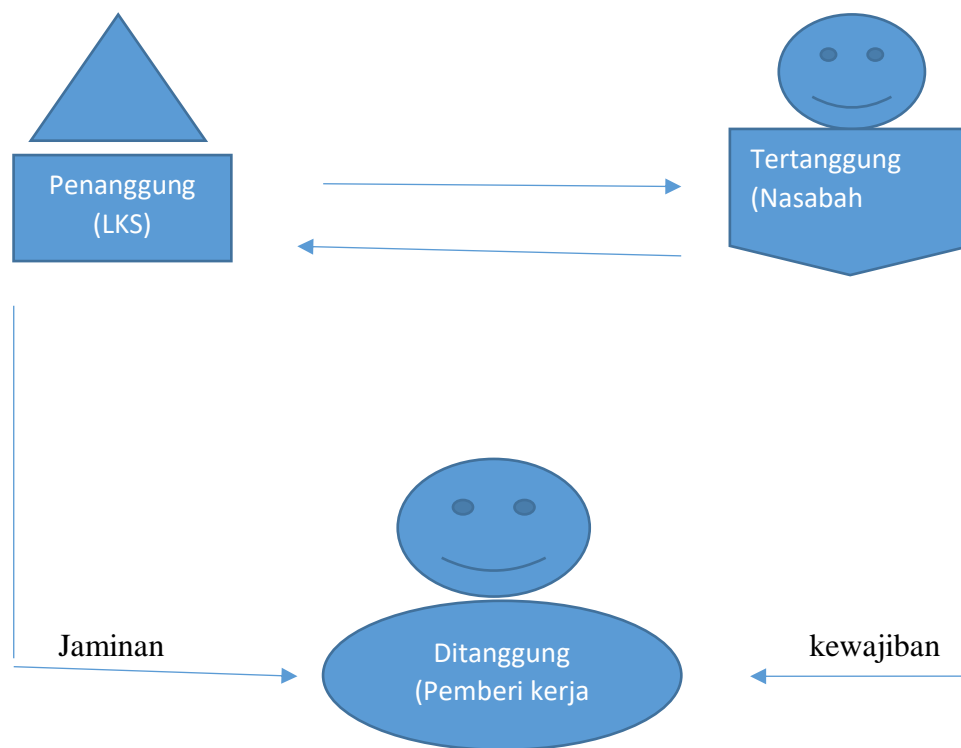 Penanggung
(LKS)
Tertanggung
(Nasabah
Jaminan
Ditanggung
(Pemberi kerja
kewajiban